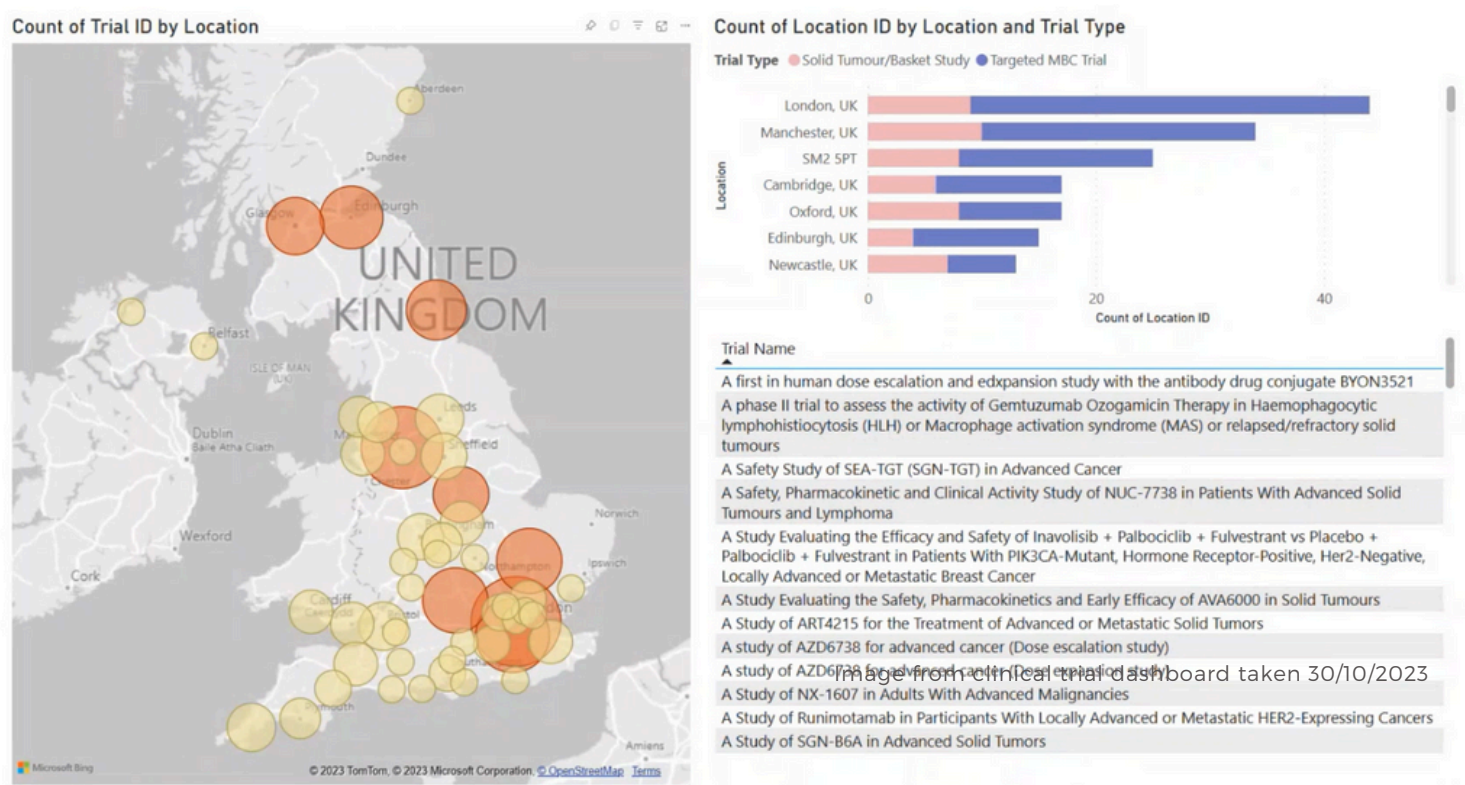 Count of Trial ID by Location
Aberdeen
Dundee
Glasgow
Edinburgh
UNITED
KINGDOM
Belfast
ISLE OF MAN
(UK)
Leeds
Dublin
Baile Átha Cliath
Sheffield
Norwich
Wexford
Northampton
Ipswich
Cork
Cardiff
Amiens
Microsoft Bing
© 2023 TomTom, © 2023 Microsoft Corporation, © OpenStreetMap Terms
Count of Location ID by Location and Trial Type
Trial Type Solid Tumour/Basket Study Targeted MBC Trial
London, UK
Manchester, UK
SM2 5PT
Cambridge, UK
Oxford, UK
Edinburgh, UK
Newcastle, UK
Location
0 20 40
Count of Location ID
Trial Name
A first in human dose escalation and edxpansion study with the antibody drug conjugate BYON3521
A phase II trial to assess the activity of Gemtuzumab Ozogamicin Therapy in Haemophagocytic
lymphohistiocytosis (HLH) or Macrophage activation syndrome (MAS) or relapsed/refractory solid
tumours
A Safety Study of SEA-TGT (SGN-TGT) in Advanced Cancer
A Safety, Pharmacokinetic and Clinical Activity Study of NUC-7738 in Patients With Advanced Solid
Tumours and Lymphoma
A Study Evaluating the Efficacy and Safety of Inavolisib + Palbociclib + Fulvestrant vs Placebo +
Palbociclib + Fulvestrant in Patients With PIK3CA-Mutant, Hormone Receptor-Positive, Her2-Negative,
Locally Advanced or Metastatic Breast Cancer
A Study Evaluating the Safety, Pharmacokinetics and Early Efficacy of AVA6000 in Solid Tumours
A Study of ART4215 for the Treatment of Advanced or Metastatic Solid Tumors
A study of AZD6738 for advanced cancer (Dose escalation study)
A study of AZD6738 for advanced cancer (Dose expansion study)
Image from clinical trial dashboard taken 30/10/2023
A Study of NX-1607 in Adults With Advanced Malignancies
A Study of Runimotamab in Participants With Locally Advanced or Metastatic HER2-Expressing Cancers
A Study of SGN-B6A in Advanced Solid Tumors